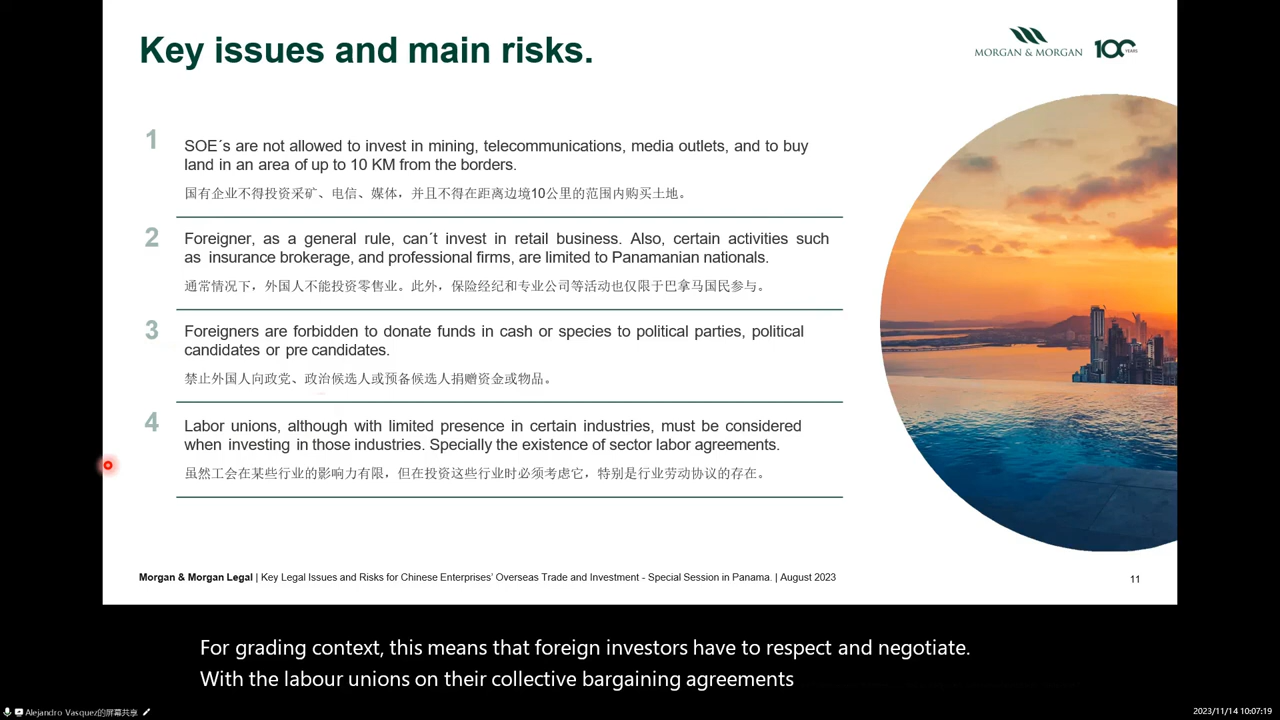 Key issues and main risks.
MORGAN & MORGAN
100 YEARS
1
SOE´s are not allowed to invest in mining, telecommunications, media outlets, and to buy
land in an area of up to 10 KM from the borders.
国有企业不得投资采矿、电信、媒体，并且不得在距离边境10公里的范围内购买土地。
2
Foreigner, as a general rule, can´t invest in retail business. Also, certain activities such
as insurance brokerage, and professional firms, are limited to Panamanian nationals.
通常情况下，外国人不能投资零售业。此外，保险经纪和专业公司等活动也仅限于巴拿马国民参与。
3
Foreigners are forbidden to donate funds in cash or species to political parties, political
candidates or pre candidates.
禁止外国人向政党、政治候选人或预备候选人捐赠资金或物品。
4
Labor unions, although with limited presence in certain industries, must be considered
when investing in those industries. Specially the existence of sector labor agreements.
虽然工会在某些行业的影响力有限，但在投资这些行业时必须考虑它，特别是行业劳动协议的存在。
Morgan & Morgan Legal | Key Legal Issues and Risks for Chinese Enterprises' Overseas Trade and Investment - Special Session in Panama. | August 2023
11
For grading context, this means that foreign investors have to respect and negotiate.
With the labour unions on their collective bargaining agreements
Alejandro Vasquez的屏幕共享
2023/11/14 10:07:19